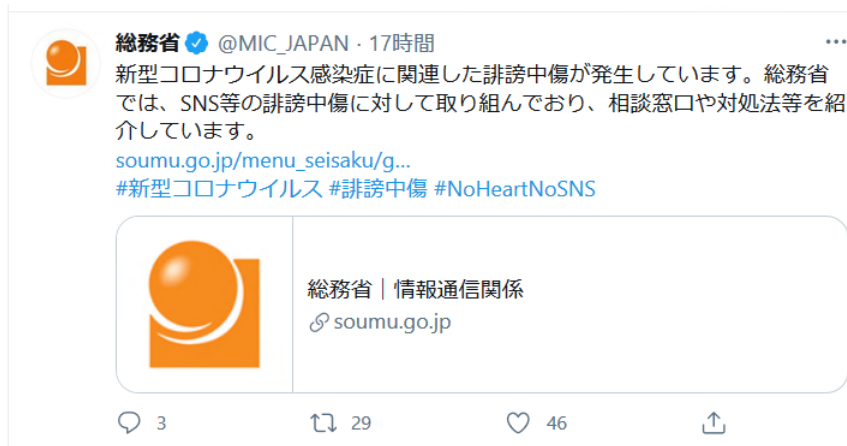 総務省 @MIC_JAPAN · 17時間
新型コロナウイルス感染症に関連した誹謗中傷が発生しています。総務省
では、SNS等の誹謗中傷に対して取り組んでおり、相談窓口や対処法等を紹
介しています。
soumu.go.jp/menu_seisaku/g...
#新型コロナウイルス #誹謗中傷 #NoHeartNoSNS
総務省｜情報通信関係
soumu.go.jp
3 29 46